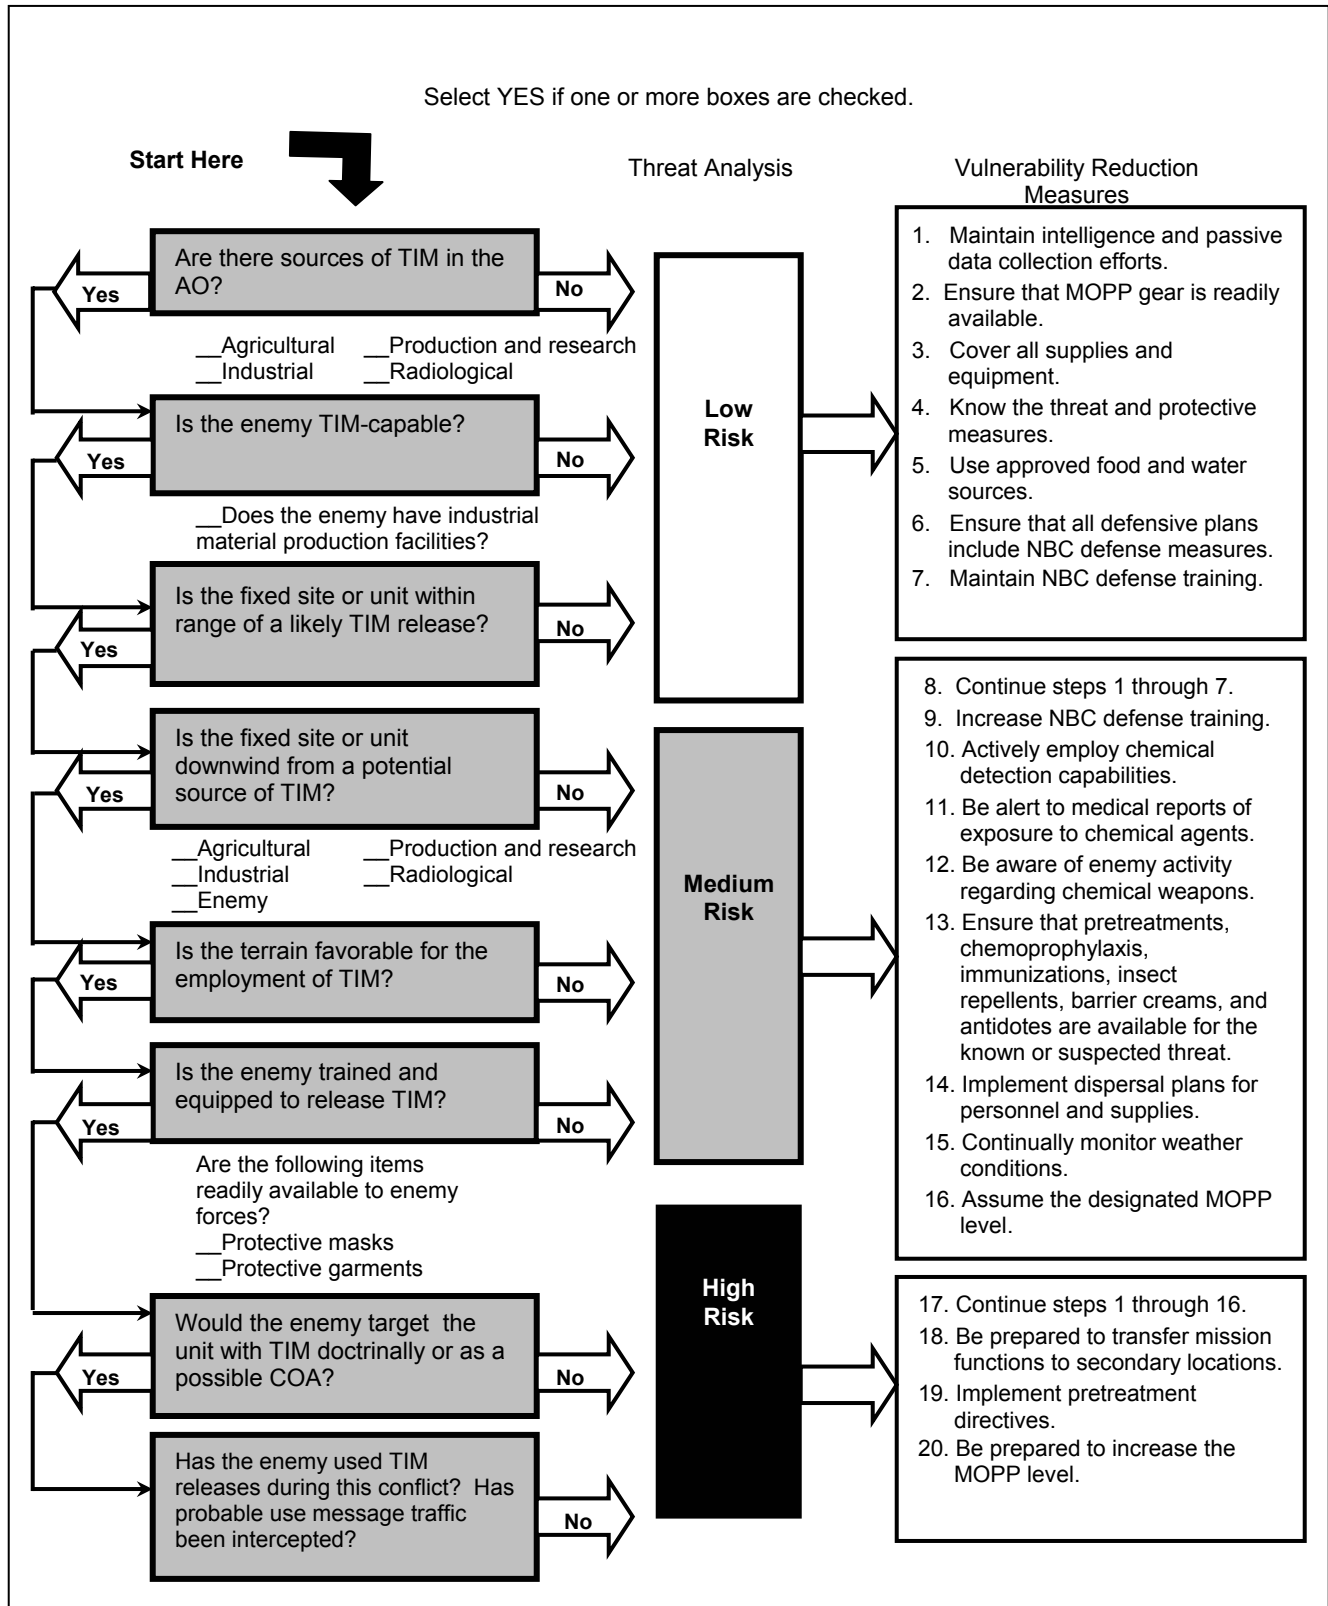 Select YES if one or more boxes are checked.
Start Here
Threat Analysis
Vulnerability Reduction
Measures
Are there sources of TIM in the
AO?
Yes
No
__Agricultural __Production and research
__Industrial __Radiological
Is the enemy TIM-capable?
Yes
No
__Does the enemy have industrial
material production facilities?
Is the fixed site or unit within
range of a likely TIM release?
Yes
No
Is the fixed site or unit
downwind from a potential
source of TIM?
Yes
No
__Agricultural __Production and research
__Industrial __Radiological
__Enemy
Is the terrain favorable for the
employment of TIM?
Yes
No
Is the enemy trained and
equipped to release TIM?
Yes
No
Are the following items
readily available to enemy
forces?
__Protective masks
__Protective garments
Would the enemy target the
unit with TIM doctrinally or as a
possible COA?
Yes
No
Has the enemy used TIM
releases during this conflict? Has
probable use message traffic
been intercepted?
No
Low
Risk
Medium
Risk
High
Risk
1. Maintain intelligence and passive
data collection efforts.
2. Ensure that MOPP gear is readily
available.
3. Cover all supplies and
equipment.
4. Know the threat and protective
measures.
5. Use approved food and water
sources.
6. Ensure that all defensive plans
include NBC defense measures.
7. Maintain NBC defense training.
8. Continue steps 1 through 7.
9. Increase NBC defense training.
10. Actively employ chemical
detection capabilities.
11. Be alert to medical reports of
exposure to chemical agents.
12. Be aware of enemy activity
regarding chemical weapons.
13. Ensure that pretreatments,
chemoprophylaxis,
immunizations, insect
repellents, barrier creams, and
antidotes are available for the
known or suspected threat.
14. Implement dispersal plans for
personnel and supplies.
15. Continually monitor weather
conditions.
16. Assume the designated MOPP
level.
17. Continue steps 1 through 16.
18. Be prepared to transfer mission
functions to secondary locations.
19. Implement pretreatment
directives.
20. Be prepared to increase the
MOPP level.